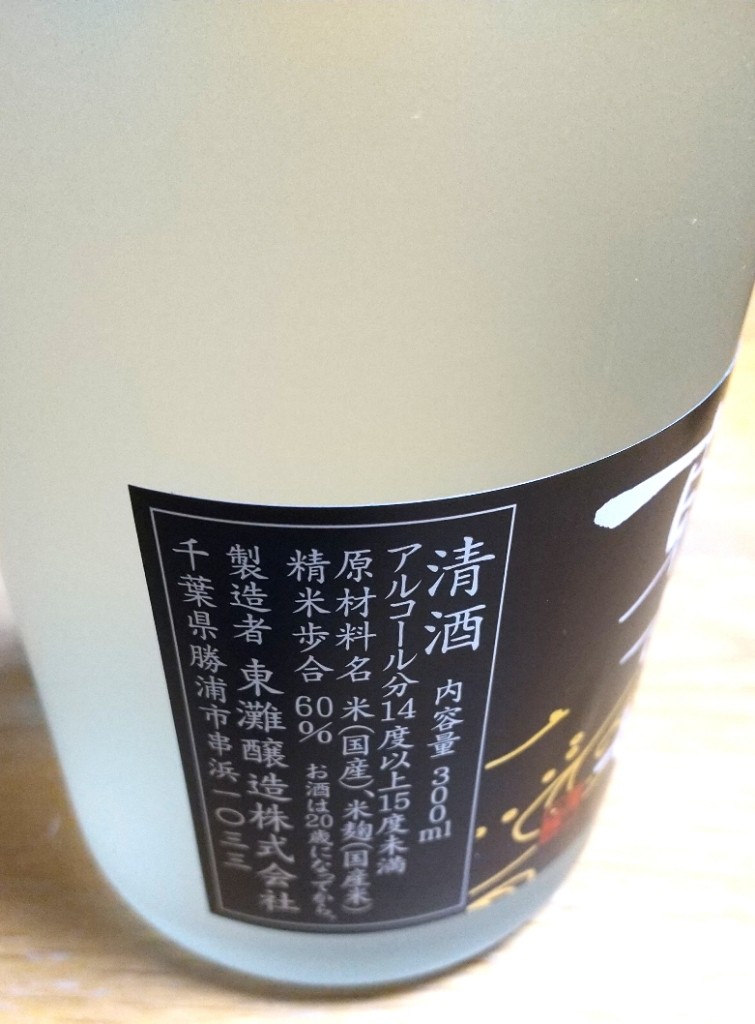 清酒 内容量 300ml
アルコール分14度以上15度未満
原材料名 米(国産)、米麹(国産米)
精米歩合 60% お酒は20歳になってから。
製造者 東灘醸造株式会社
千葉県勝浦市串浜一〇三三